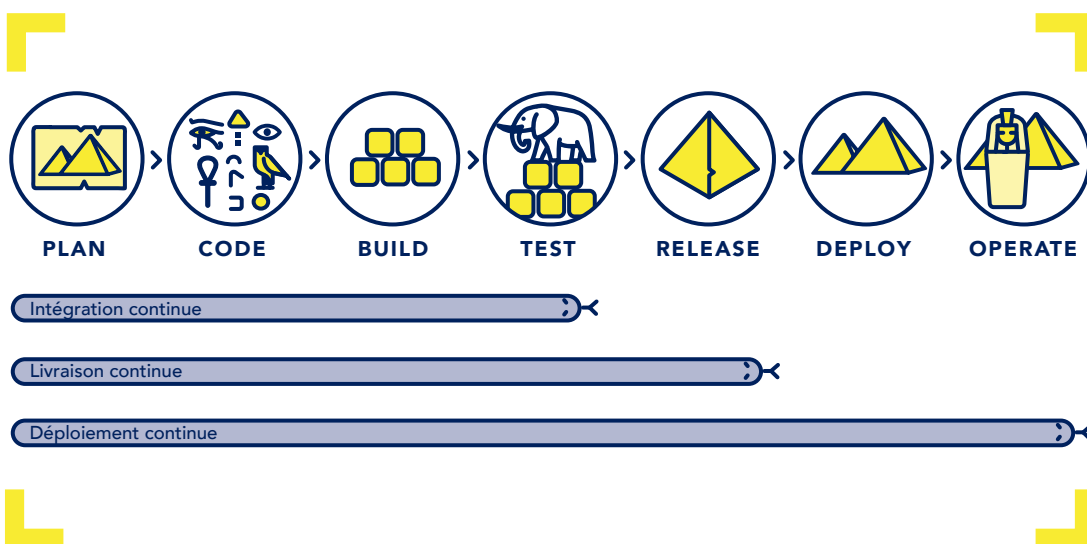 PLAN
CODE
BUILD
TEST
RELEASE
DEPLOY
OPERATE
Intégration continue
Livraison continue
Déploiement continue